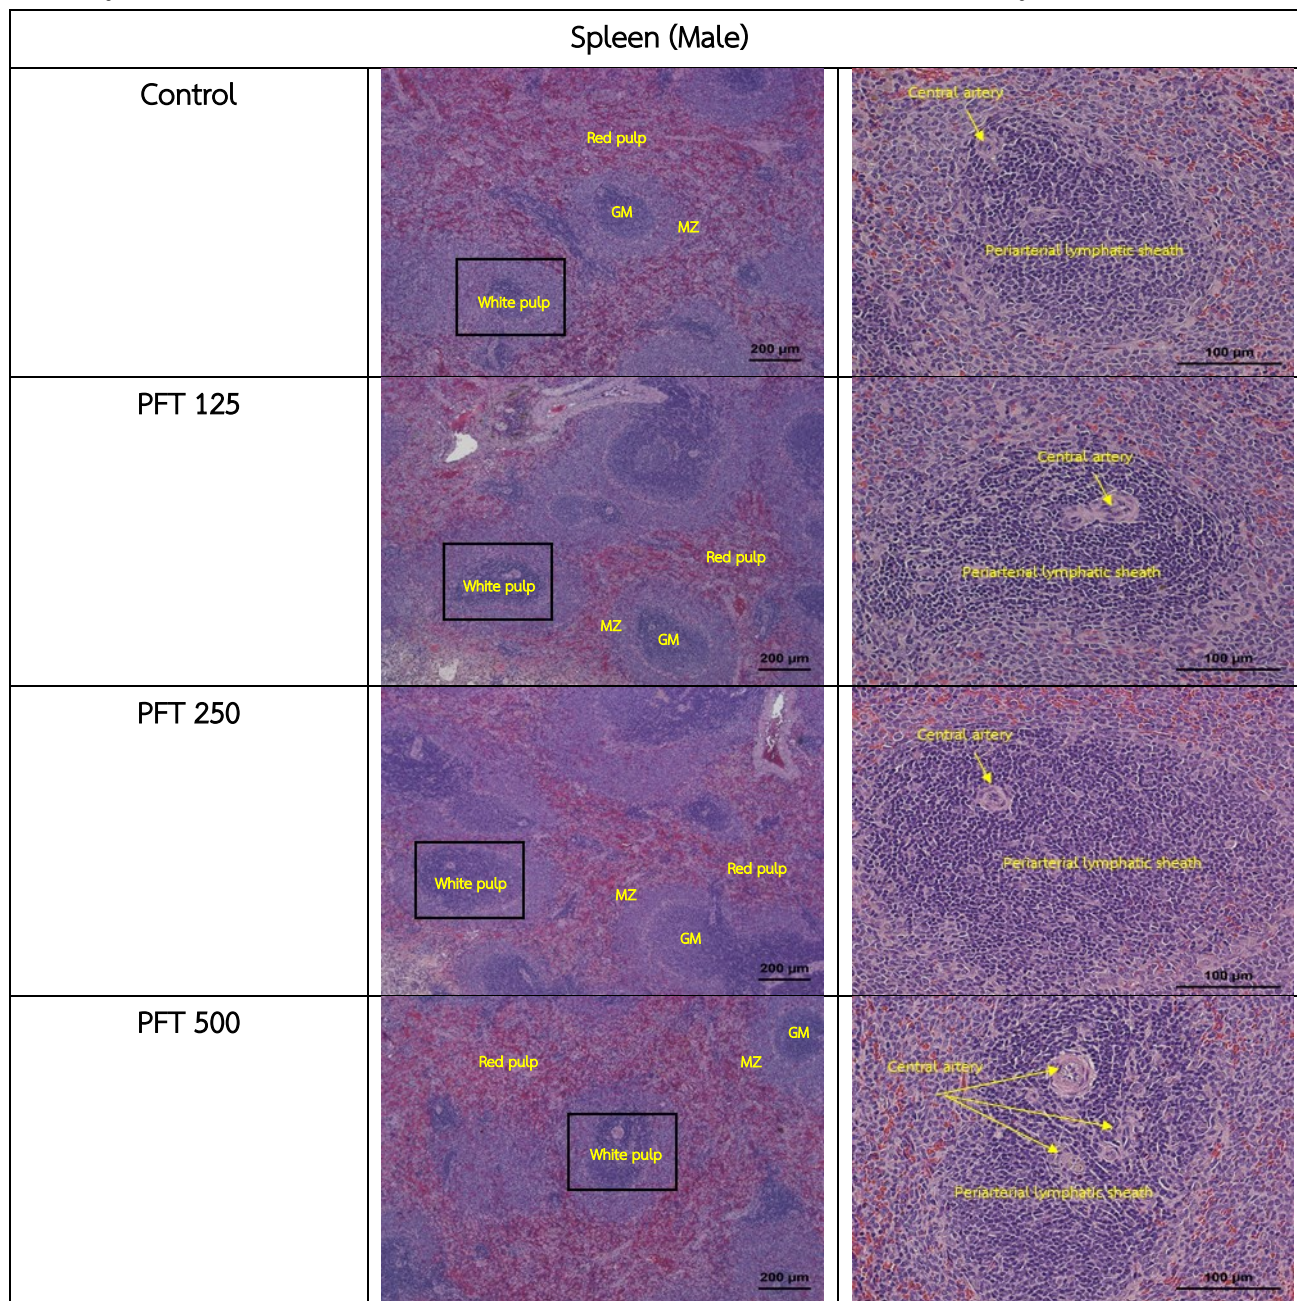 Spleen (Male)
Control
Red pulp
GM
MZ
White pulp
200 µm
Central artery
Periarterial lymphatic sheath
100 µm
PFT 125
Red pulp
White pulp
MZ
GM
200 µm
Central artery
Periarterial lymphatic sheath
100 µm
PFT 250
Red pulp
White pulp
MZ
GM
200 µm
Central artery
Periarterial lymphatic sheath
100 µm
PFT 500
GM
Red pulp
MZ
White pulp
200 µm
Central artery
Periarterial lymphatic sheath
100 µm